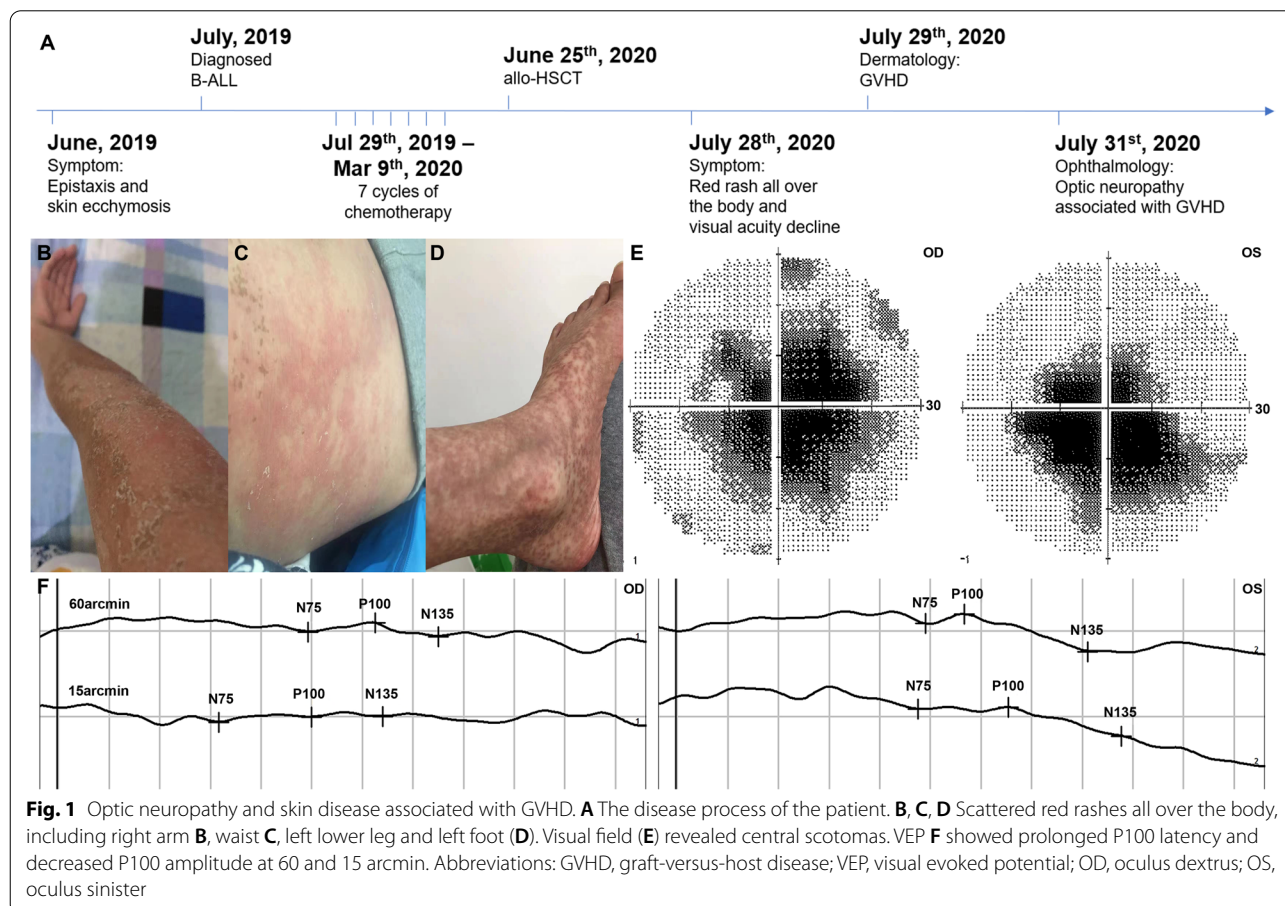 A
July, 2019
Diagnosed
B-ALL
June 25th, 2020
allo-HSCT
July 29th, 2020
Dermatology:
GVHD
June, 2019
Symptom:
Epistaxis and
skin ecchymosis
Jul 29th, 2019 –
Mar 9th, 2020
7 cycles of
chemotherapy
July 28th, 2020
Symptom:
Red rash all over
the body and
visual acuity decline
July 31st, 2020
Ophthalmology:
Optic neuropathy
associated with GVHD
B
C
D
E
OD
OS
30
30
1
-1
F
OD
60arcmin
N75
P100
N135
1
15arcmin
N75
P100
N135
1
OS
N75
P100
N135
2
N75
P100
N135
2
Fig. 1 Optic neuropathy and skin disease associated with GVHD. A The disease process of the patient. B, C, D Scattered red rashes all over the body,
including right arm B, waist C, left lower leg and left foot (D). Visual field (E) revealed central scotomas. VEP F showed prolonged P100 latency and
decreased P100 amplitude at 60 and 15 arcmin. Abbreviations: GVHD, graft-versus-host disease; VEP, visual evoked potential; OD, oculus dextrus; OS,
oculus sinister